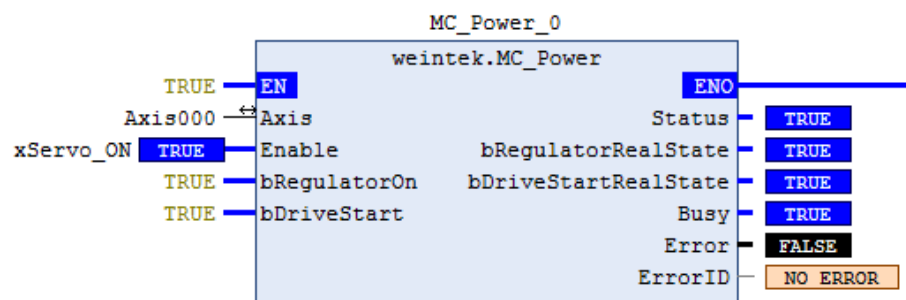 MC_Power_0
weintek.MC_Power
TRUE EN ENO
Axis000 Axis Status TRUE
xServo_ON TRUE Enable bRegulatorRealState TRUE
TRUE bRegulatorOn bDriveStartRealState TRUE
TRUE bDriveStart Busy TRUE
Error FALSE
ErrorID NO ERROR